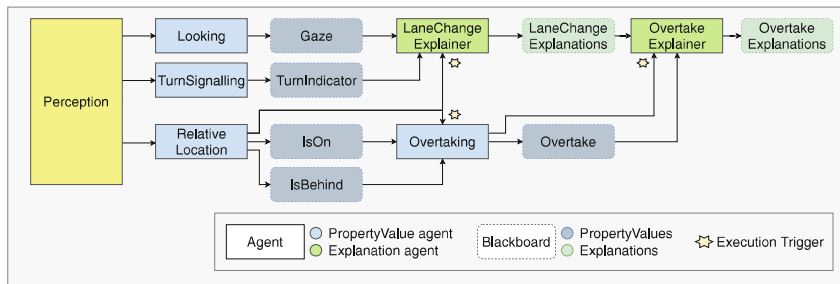 Looking
Gaze
LaneChange
Explainer
LaneChange
Explanations
Overtake
Explainer
Overtake
Explanations
TurnSignalling
TurnIndicator
Perception
Relative
Location
IsOn
Overtaking
Overtake
IsBehind
Agent
PropertyValue agent
Explanation agent
Blackboard
PropertyValues
Explanations
Execution Trigger